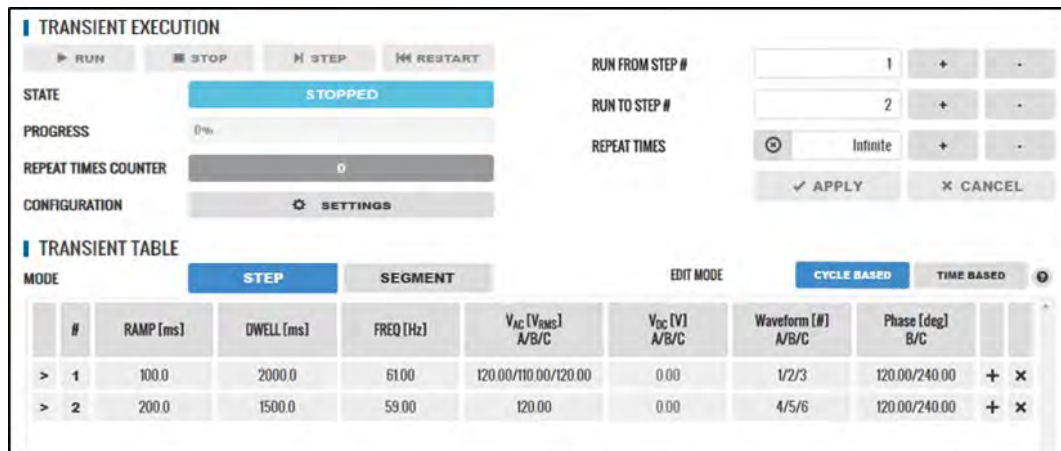 TRANSIENT EXECUTION
RUN STOP STEP RESTART
RUN FROM STEP # 1 + -
STATE STOPPED
RUN TO STEP # 2 + -
PROGRESS 0%
REPEAT TIMES Infinite + -
REPEAT TIMES COUNTER 0
APPLY CANCEL
CONFIGURATION SETTINGS
TRANSIENT TABLE
MODE STEP SEGMENT EDIT MODE CYCLE BASED TIME BASED ?
# RAMP [ms] DWELL [ms] FREQ [Hz] VAC [VRMS] A/B/C VDC [V] A/B/C Waveform [#] A/B/C Phase [deg] B/C
> 1 100.0 2000.0 61.00 120.00/110.00/120.00 0.00 1/2/3 120.00/240.00 + ×
> 2 200.0 1500.0 59.00 120.00 0.00 4/5/6 120.00/240.00 + ×